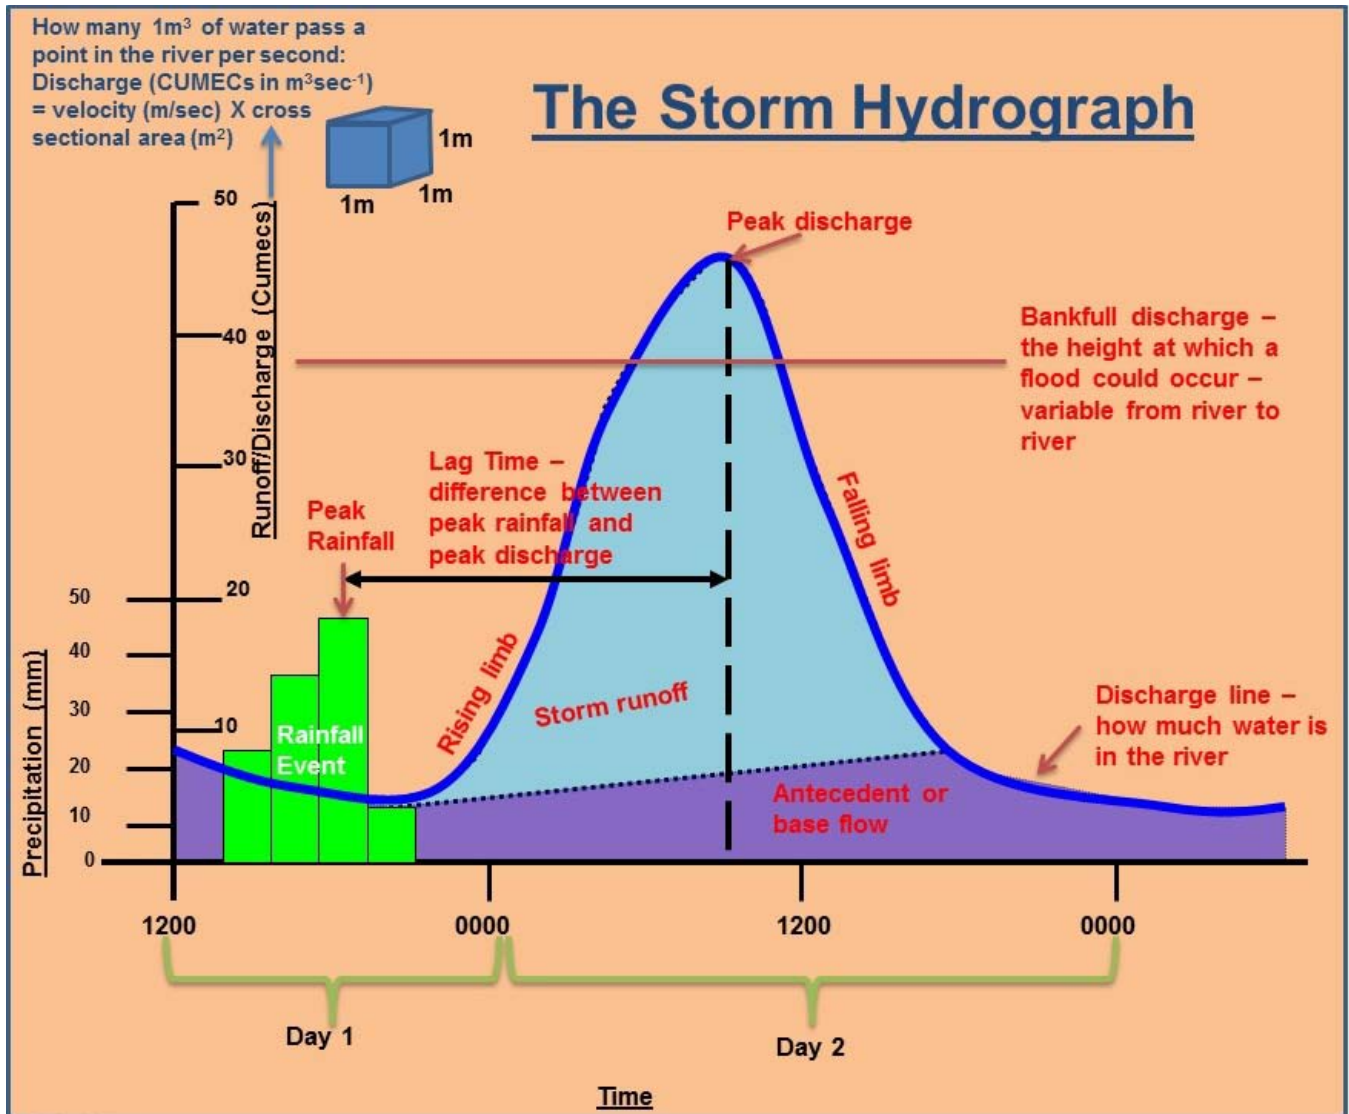 How many 1m³ of water pass a
point in the river per second:
Discharge (CUMECs in m³sec⁻¹)
= velocity (m/sec) X cross
sectional area (m²)
1m
1m
1m
The Storm Hydrograph
50
40
30
20
10
Runoff/Discharge (Cumecs)
Peak discharge
Bankfull discharge –
the height at which a
flood could occur –
variable from river to
river
Lag Time –
difference between
peak rainfall and
peak discharge
Peak
Rainfall
Falling limb
Rising limb
Storm runoff
Rainfall
Event
Discharge line –
how much water is
in the river
Antecedent or
base flow
50
40
30
20
10
0
Precipitation (mm)
1200
0000
1200
0000
Day 1
Day 2
Time